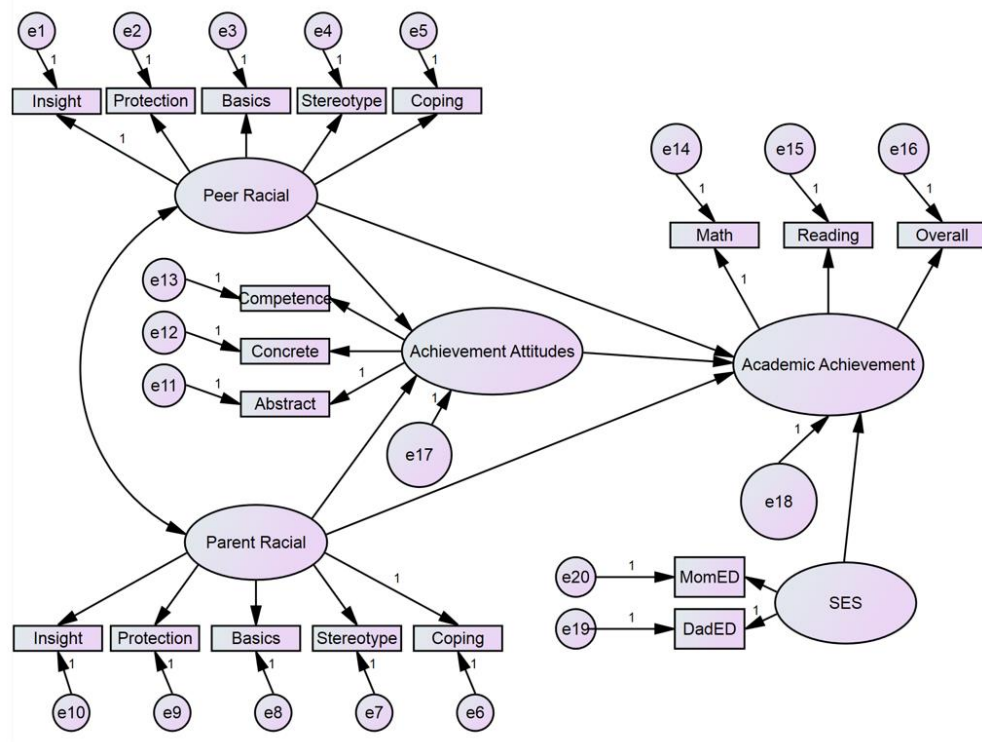 e1
e2
e3
e4
e5
1
1
1
1
1
Insight
Protection
Basics
Stereotype
Coping
1
Peer Racial
e14
e15
e16
1
1
1
Math
Reading
Overall
1
e13
1
Competence
e12
1
Concrete
e11
1
Abstract
1
Achievement Attitudes
Academic Achievement
1
e17
1
e18
Parent Racial
1
Insight
Protection
Basics
Stereotype
Coping
1
1
1
1
1
e10
e9
e8
e7
e6
e20
1
MomED
SES
e19
1
DadED
1